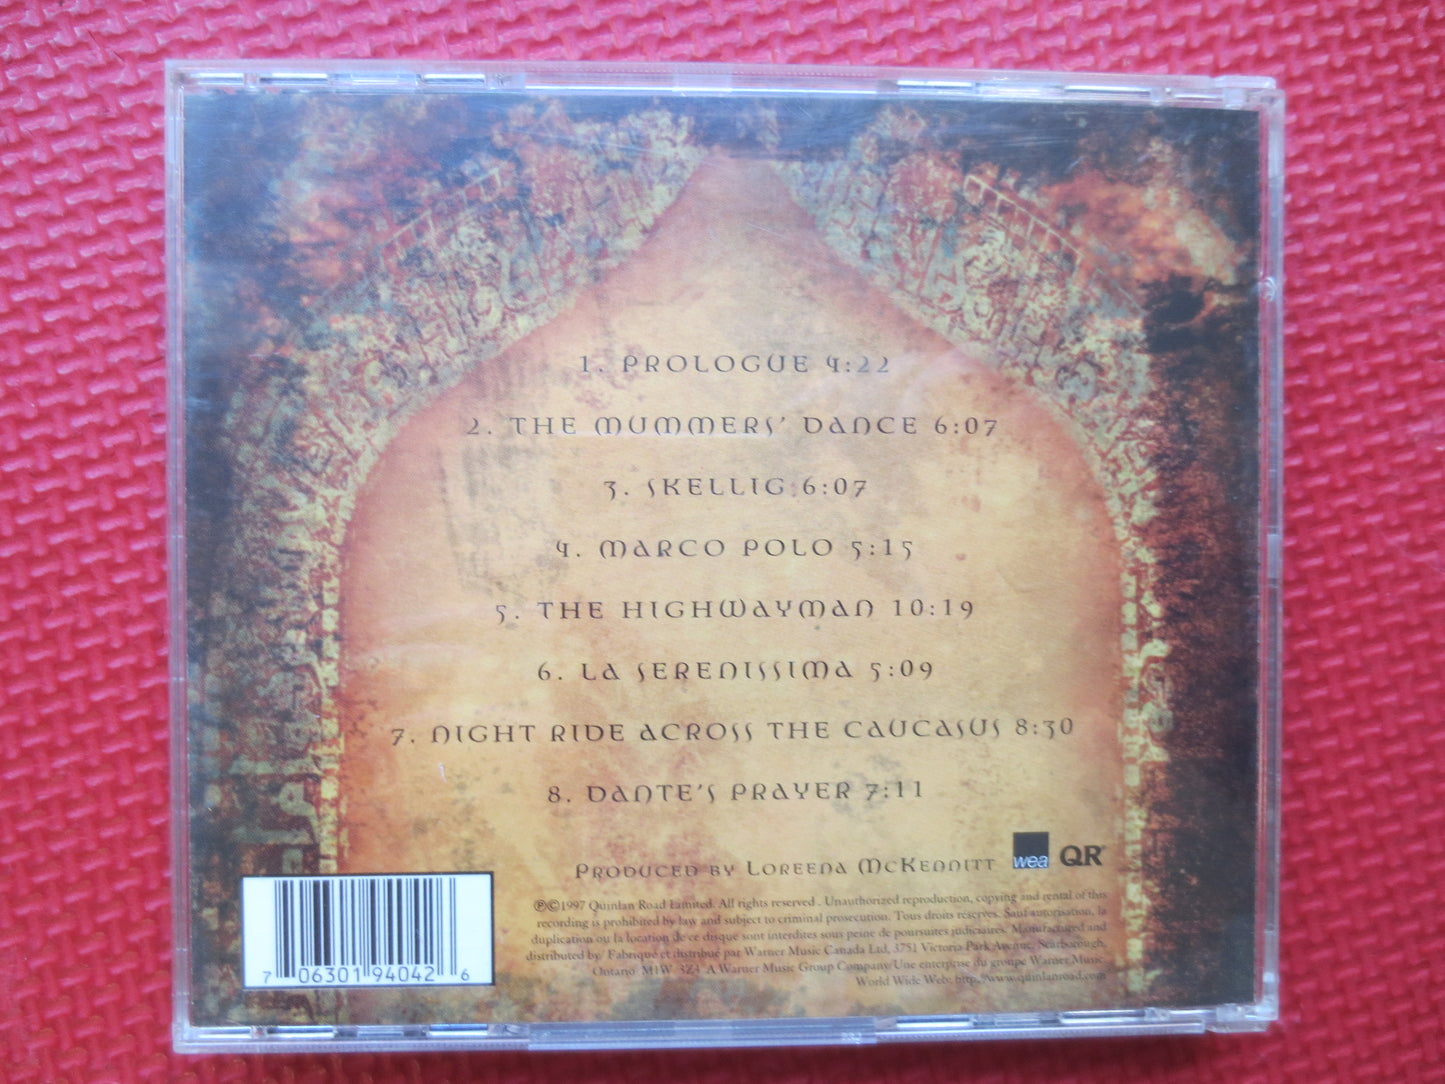 1. PROLOGUE 4:22
2. THE MUMMERS' DANCE 6:07
3. SKELLIG 6:07
4. MARCO POLO 5:15
5. THE HIGHWAYMAN 10:19
6. LA SERENISSIMA 5:09
7. NIGHT RIDE ACROSS THE CAUCASUS 8:30
8. DANTE'S PRAYER 7:11
PRODUCED BY LOREENA MCKENNITT
wea QR
℗©1997 Quinlan Road Limited. All rights reserved. Unauthorized reproduction, copying and rental of this
recording is prohibited by law and subject to criminal prosecution. Tous droits réservés. Sauf autorisation, la
duplication ou la location de ce disque sont interdites sous peine de poursuites judiciaires. Manufactured and
distributed by/ Fabriqué et distribué par Warner Music Canada Ltd, 3751 Victoria Park Avenue, Scarborough,
Ontario M1W 3Z4 A Warner Music Group Company/Une entreprise du groupe Warner Music.
World Wide Web: http://www.quinlanroad.com
7 06301 94042 6